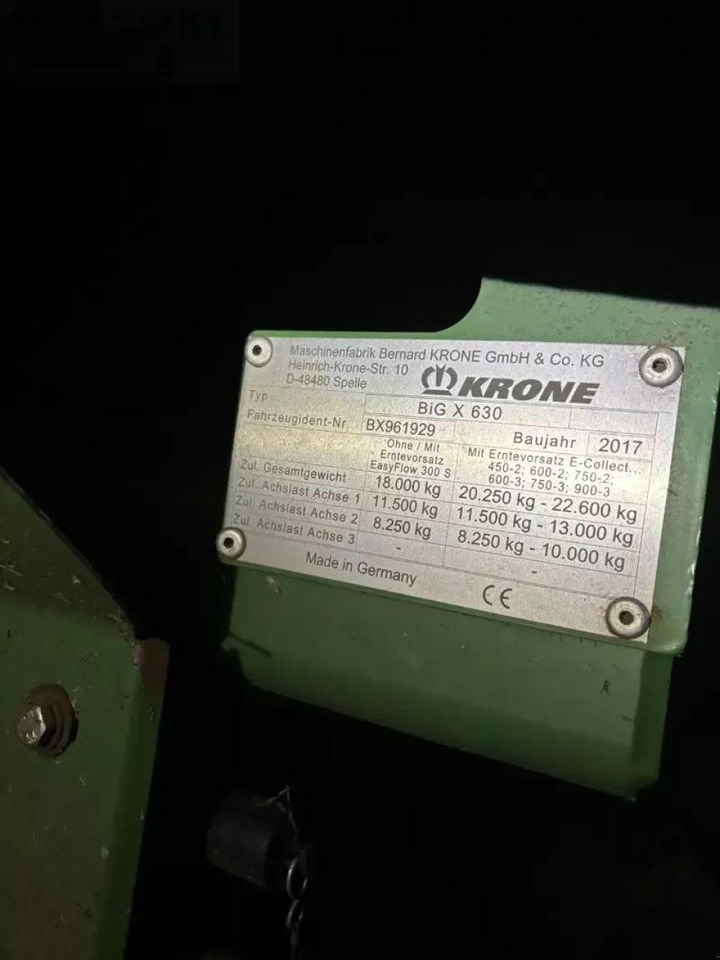 Maschinenfabrik Bernard KRONE GmbH & Co. KG
Heinrich-Krone-Str. 10
D-48480 Spelle
KRONE
Typ BiG X 630
Fahrzeugident-Nr. BX961929 Baujahr 2017
Ohne / Mit Erntevorsatz EasyFlow 300 S
Mit Erntevorsatz E-Collect...
450-2; 600-2; 750-2;
600-3; 750-3; 900-3
Zul. Gesamtgewicht 18.000 kg 20.250 kg - 22.600 kg
Zul. Achslast Achse 1 11.500 kg 11.500 kg - 13.000 kg
Zul. Achslast Achse 2 8.250 kg 8.250 kg - 10.000 kg
Zul. Achslast Achse 3 - -
Made in Germany CE